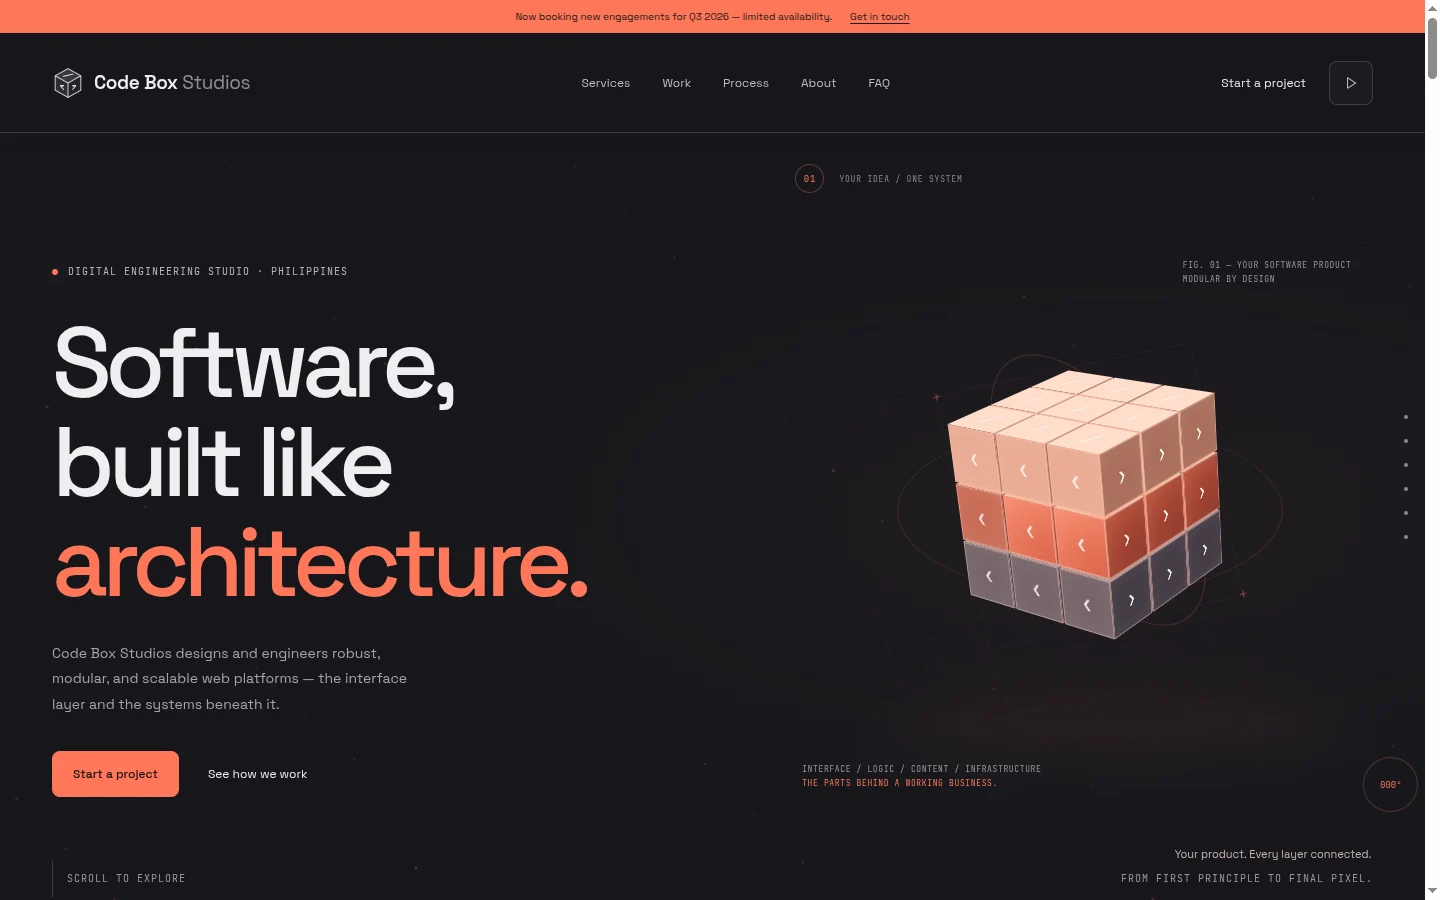 Now booking new engagements for Q3 2026 — limited availability. Get in touch
Code Box Studios
Services Work Process About FAQ
Start a project
01 YOUR IDEA / ONE SYSTEM
DIGITAL ENGINEERING STUDIO · PHILIPPINES
FIG. 01 — YOUR SOFTWARE PRODUCT
MODULAR BY DESIGN
Software,
built like
architecture.
Code Box Studios designs and engineers robust,
modular, and scalable web platforms — the interface
layer and the systems beneath it.
Start a project See how we work
INTERFACE / LOGIC / CONTENT / INFRASTRUCTURE
THE PARTS BEHIND A WORKING BUSINESS.
000°
SCROLL TO EXPLORE
Your product. Every layer connected.
FROM FIRST PRINCIPLE TO FINAL PIXEL.